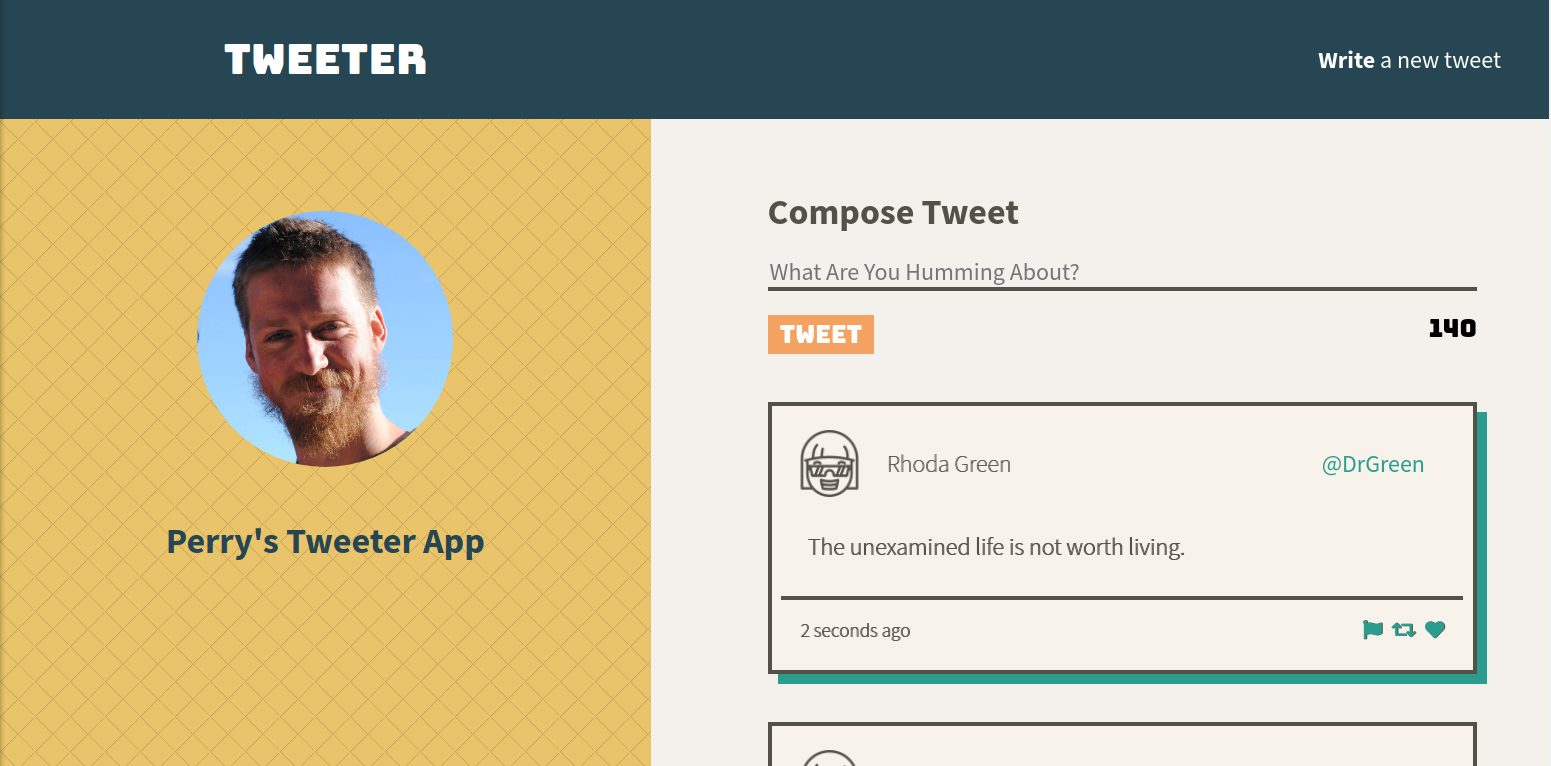 TWEETER
Write a new tweet
Perry's Tweeter App
Compose Tweet
What Are You Humming About?
TWEET
140
Rhoda Green
@DrGreen
The unexamined life is not worth living.
2 seconds ago